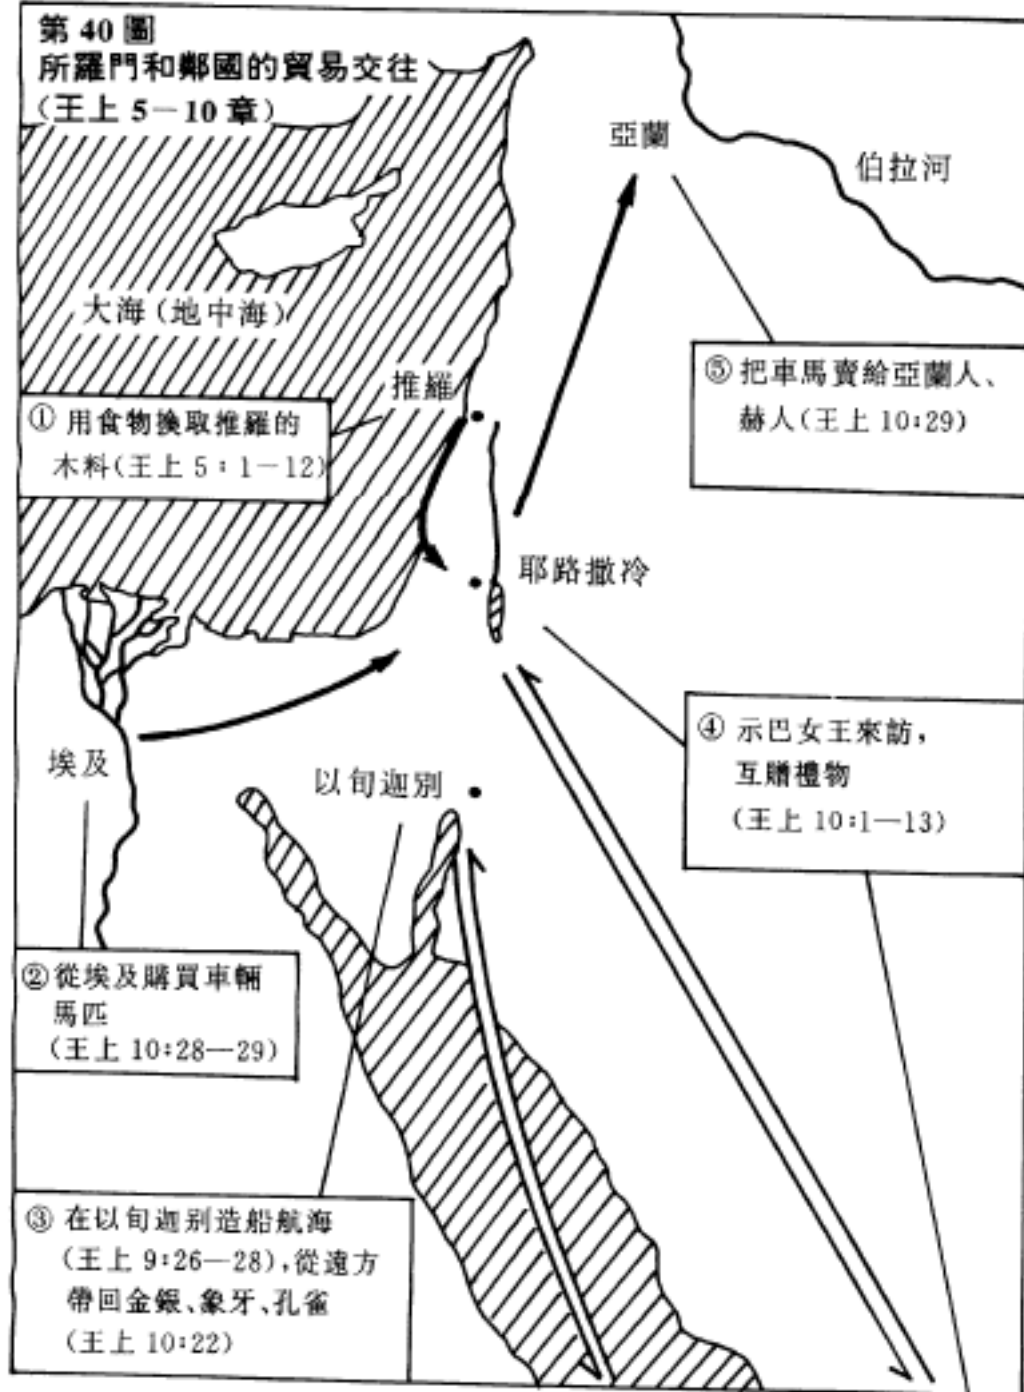 第 40 圖
所羅門和鄰國的貿易交往
(王上 5－10 章)
亞蘭
伯拉河
大海(地中海)
推羅
⑤ 把車馬賣給亞蘭人、
赫人(王上 10:29)
① 用食物換取推羅的
木料(王上 5：1－12)
耶路撒冷
④ 示巴女王來訪，
互贈禮物
(王上 10:1—13)
埃及
以旬迦別
② 從埃及購買車輛
馬匹
(王上 10:28—29)
③ 在以旬迦別造船航海
(王上 9:26—28),從遠方
帶回金銀、象牙、孔雀
(王上 10:22)